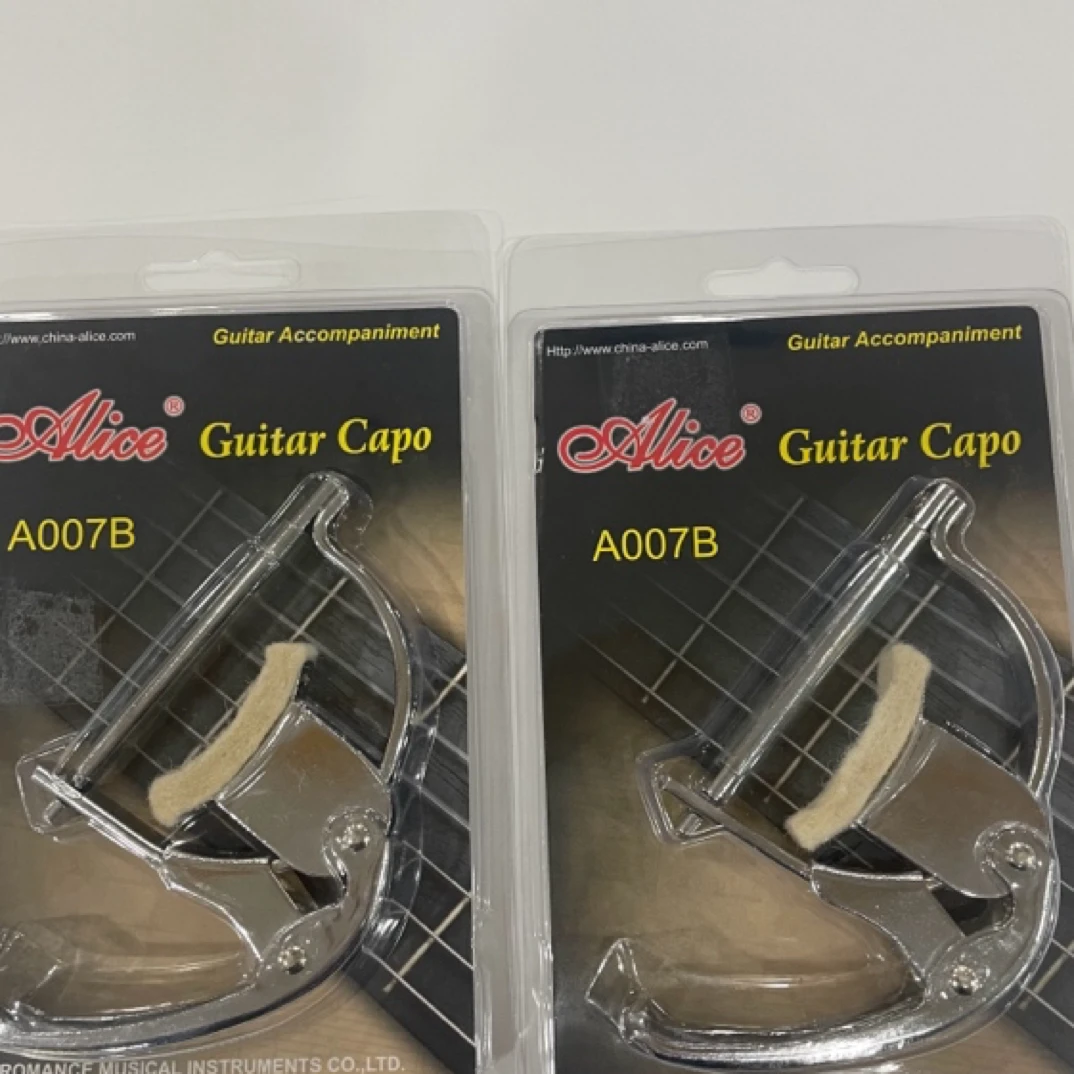 ://www.china-alice.com
Guitar Accompaniment
Alice®
Guitar Capo
A007B
ROMANCE MUSICAL INSTRUMENTS CO.,LTD.
Http://www.china-alice.com
Guitar Accompaniment
Alice®
Guitar Capo
A007B